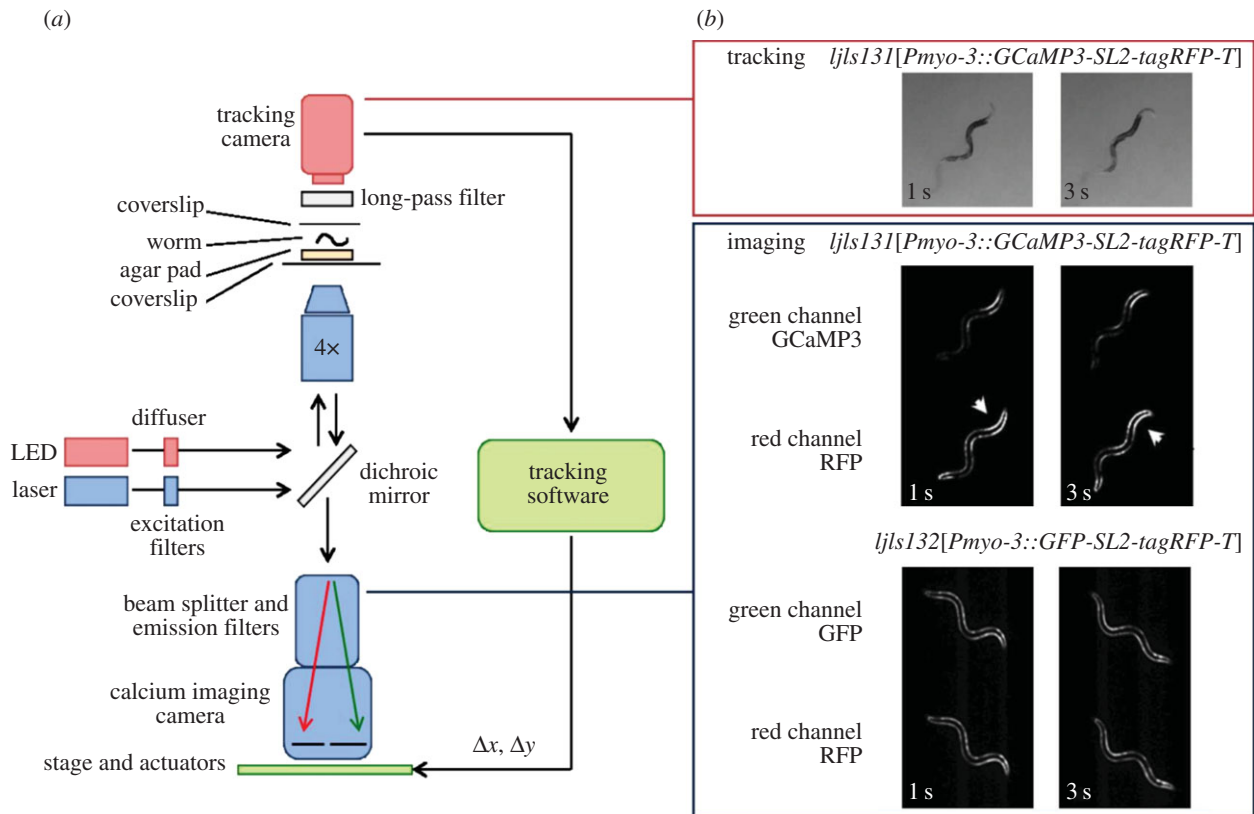 (a)
tracking
camera
long-pass filter
coverslip
worm
agar pad
coverslip
4×
diffuser
LED
laser
dichroic
mirror
excitation
filters
tracking
software
beam splitter and
emission filters
calcium imaging
camera
Δx, Δy
stage and actuators
(b)
tracking ljls131[Pmyo-3::GCaMP3-SL2-tagRFP-T]
1 s 3 s
imaging ljls131[Pmyo-3::GCaMP3-SL2-tagRFP-T]
green channel
GCaMP3
red channel
RFP
1 s 3 s
ljls132[Pmyo-3::GFP-SL2-tagRFP-T]
green channel
GFP
red channel
RFP
1 s 3 s